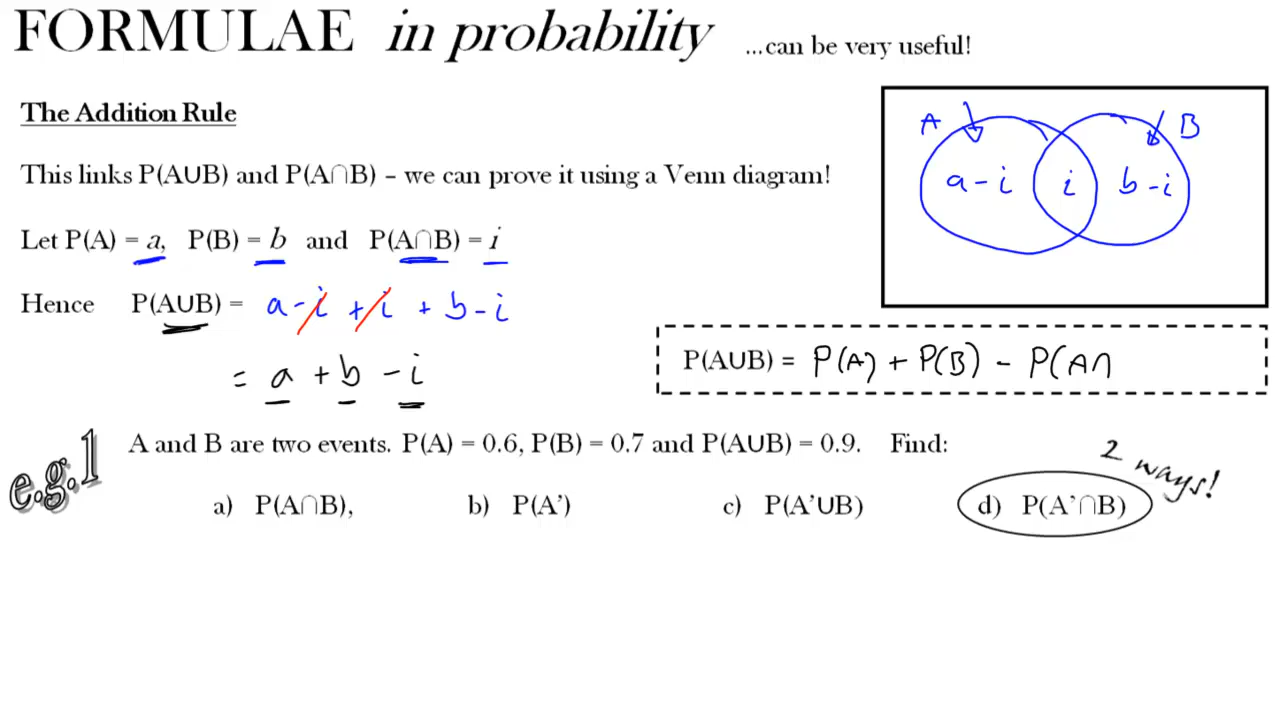 FORMULAE in probability ...can be very useful!
The Addition Rule
This links P(A∪B) and P(A∩B) – we can prove it using a Venn diagram!
A B
a - i i b - i
Let P(A) = a, P(B) = b and P(A∩B) = i
Hence P(A∪B) = a - i + i + b - i
= a + b - i
P(A∪B) = P(A) + P(B) - P(A∩
e.g.1 A and B are two events. P(A) = 0.6, P(B) = 0.7 and P(A∪B) = 0.9. Find:
2 ways!
a) P(A∩B), b) P(A’) c) P(A’∪B) d) P(A’∩B)